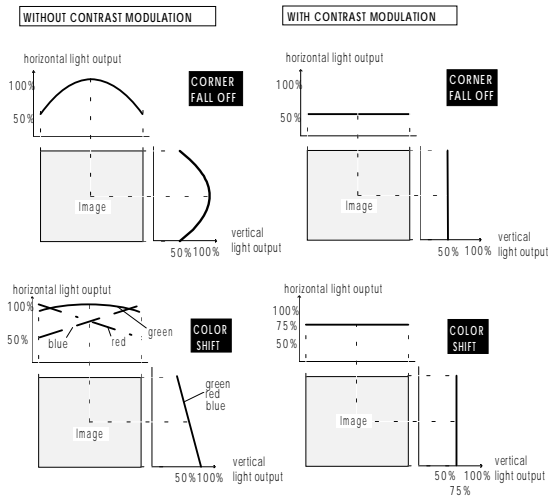 WITHOUT CONTRAST MODULATION
WITH CONTRAST MODULATION
horizontal light output
100%
50%
CORNER
FALL OFF
Image
vertical
light output
50%100%
horizontal light output
100%
50%
CORNER
FALL OFF
Image
vertical
light output
50% 100%
horizontal light ouptut
100%
50%
blue
red
green
COLOR
SHIFT
green
red
blue
Image
vertical
light output
50%100%
horizontal light ouptut
100%
75%
50%
COLOR
SHIFT
Image
vertical
light output
50% 100%
75%